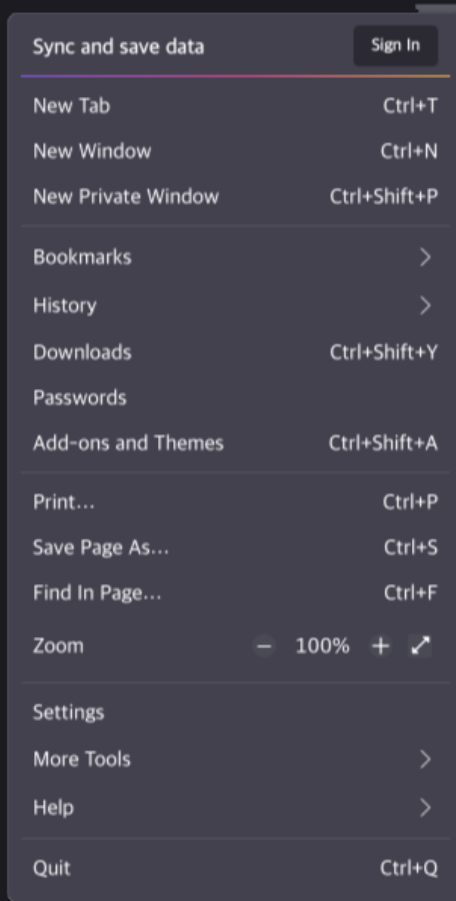 Sync and save data Sign In
New Tab Ctrl+T
New Window Ctrl+N
New Private Window Ctrl+Shift+P
Bookmarks
History
Downloads Ctrl+Shift+Y
Passwords
Add-ons and Themes Ctrl+Shift+A
Print... Ctrl+P
Save Page As... Ctrl+S
Find In Page... Ctrl+F
Zoom − 100% +
Settings
More Tools
Help
Quit Ctrl+Q